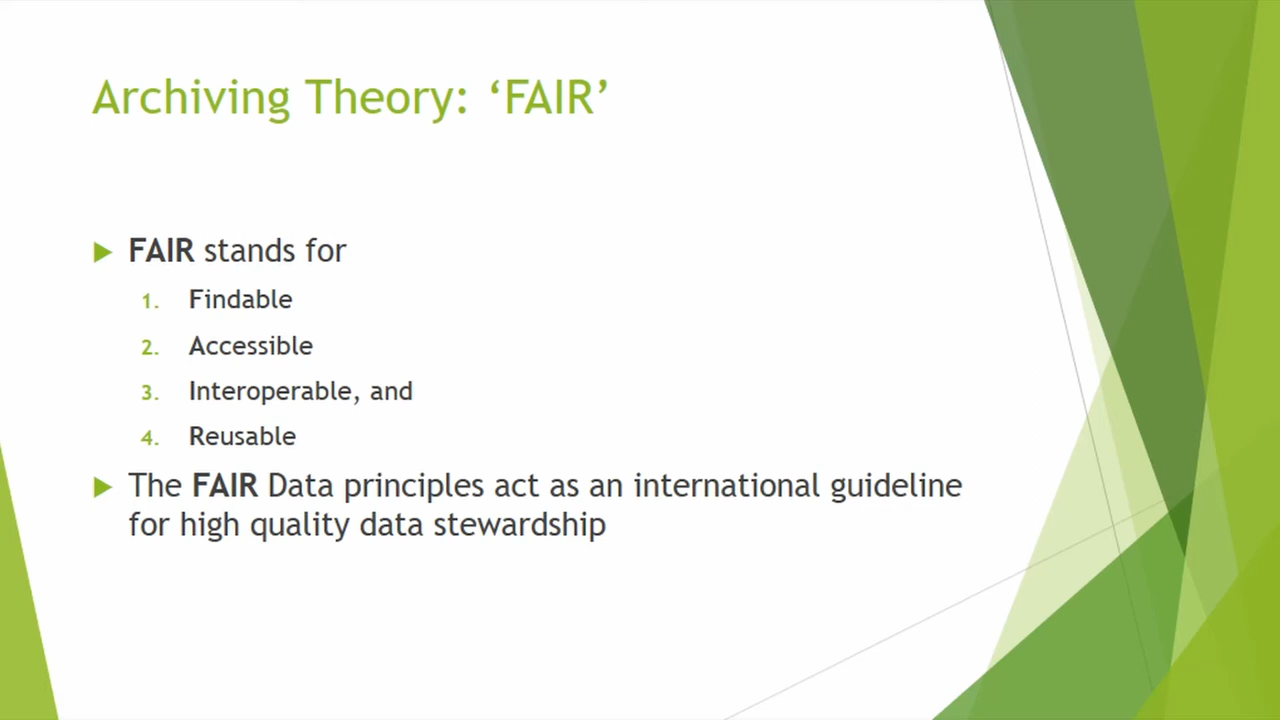 Archiving Theory: ‘FAIR’
FAIR stands for
1. Findable
2. Accessible
3. Interoperable, and
4. Reusable
The FAIR Data principles act as an international guideline
for high quality data stewardship